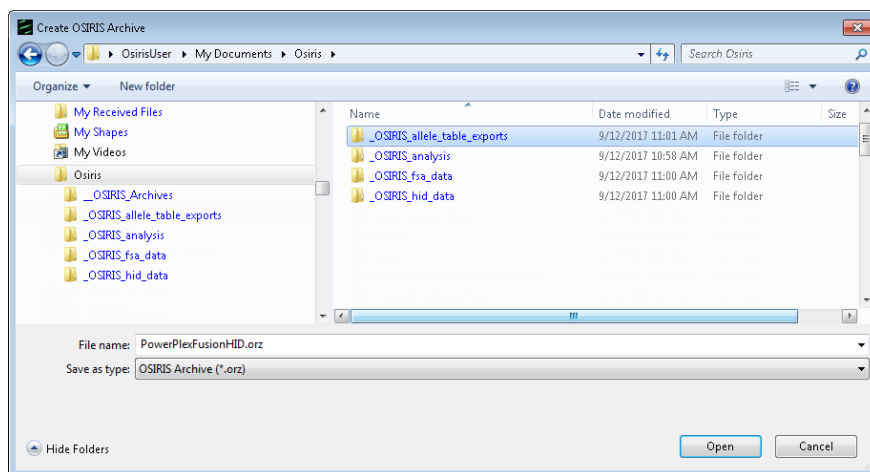 Create OSIRIS Archive
OsirisUser My Documents Osiris
Search Osiris
Organize New folder
My Received Files
My Shapes
My Videos
Osiris
__OSIRIS_Archives
_OSIRIS_allele_table_exports
_OSIRIS_analysis
_OSIRIS_fsa_data
_OSIRIS_hid_data
Name Date modified Type Size
_OSIRIS_allele_table_exports 9/12/2017 11:01 AM File folder
_OSIRIS_analysis 9/12/2017 10:58 AM File folder
_OSIRIS_fsa_data 9/12/2017 11:00 AM File folder
_OSIRIS_hid_data 9/12/2017 11:00 AM File folder
File name: PowerPlexFusionHID.orz
Save as type: OSIRIS Archive (*.orz)
Hide Folders Open Cancel